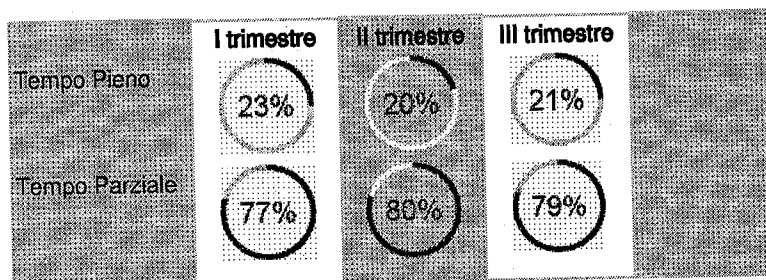 I trimestre II trimestre III trimestre
Tempo Pieno 23% 20% 21%
Tempo Parziale 77% 80% 79%